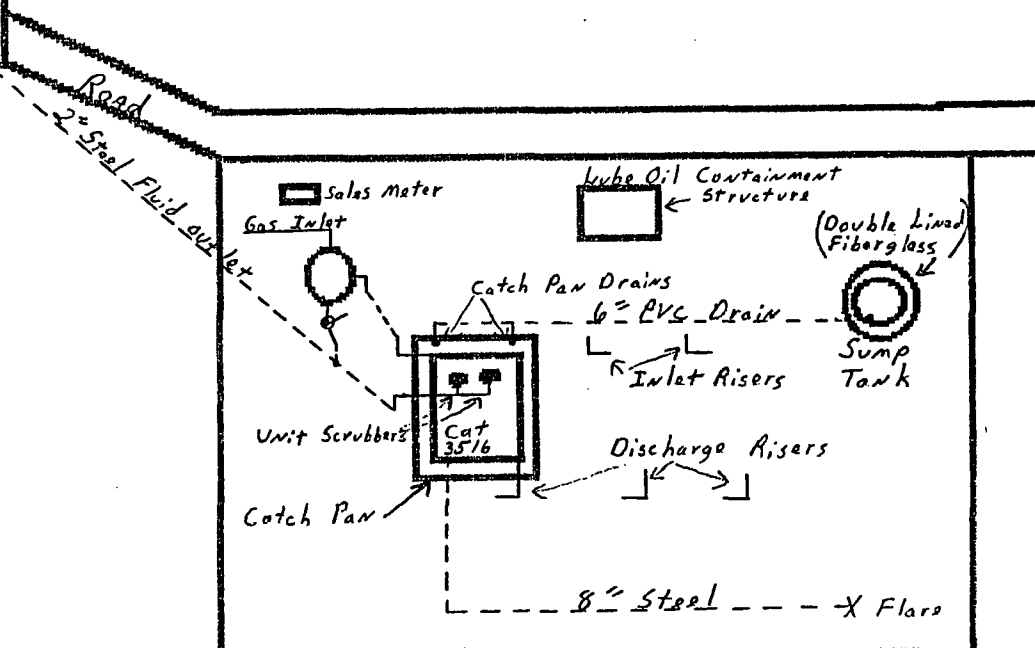 Road
2" Steel Fluid outlet
Sales Meter
Lube Oil Containment
Structure
Gas Inlet
(Double Lined
Fiberglass)
Catch Pan Drains
6" PVC Drain
Sump
Tank
Inlet Risers
Unit Scrubbers
Cat
3516
Discharge Risers
Catch Pan
8" Steel
X Flare